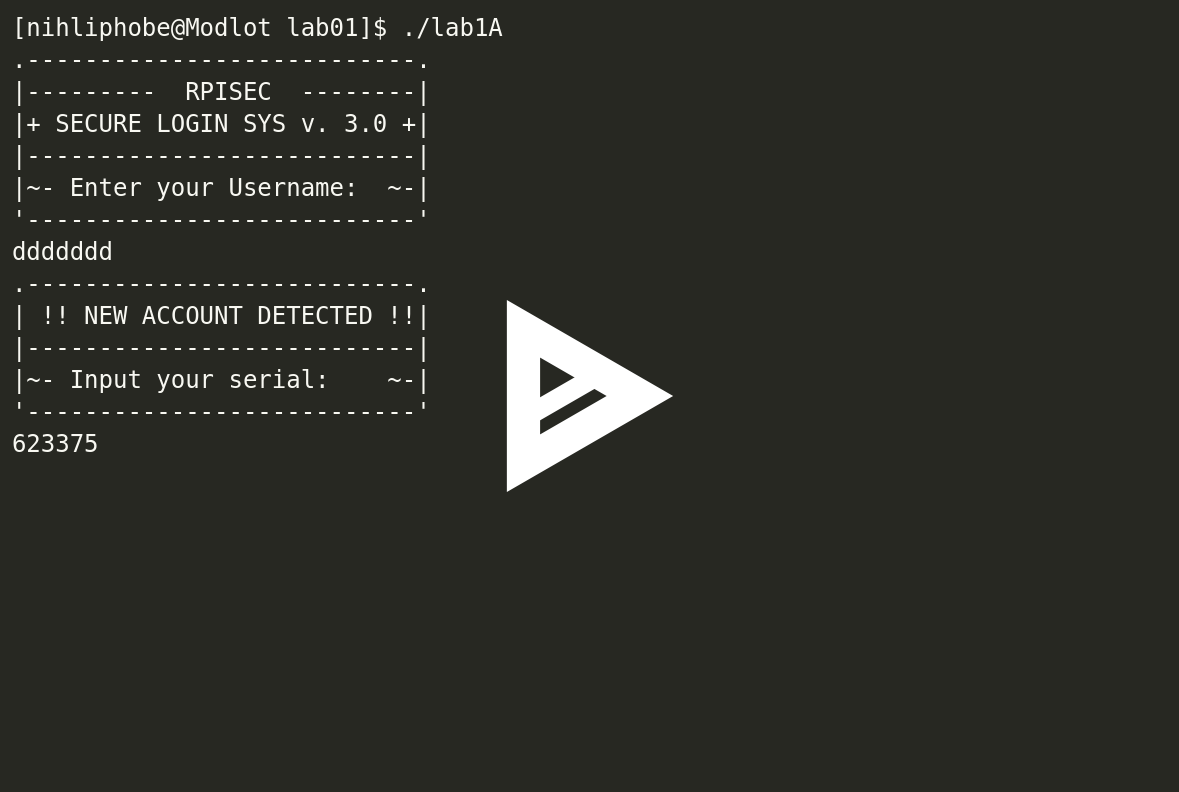 [nihliphobe@Modlot lab01]$ ./lab1A
.---------------------------.
|---------  RPISEC  --------|
|+ SECURE LOGIN SYS v. 3.0 +|
|---------------------------|
|~- Enter your Username:  ~-|
'---------------------------'
ddddddd
.---------------------------.
| !! NEW ACCOUNT DETECTED !!|
|---------------------------|
|~- Input your serial:    ~-|
'---------------------------'
623375